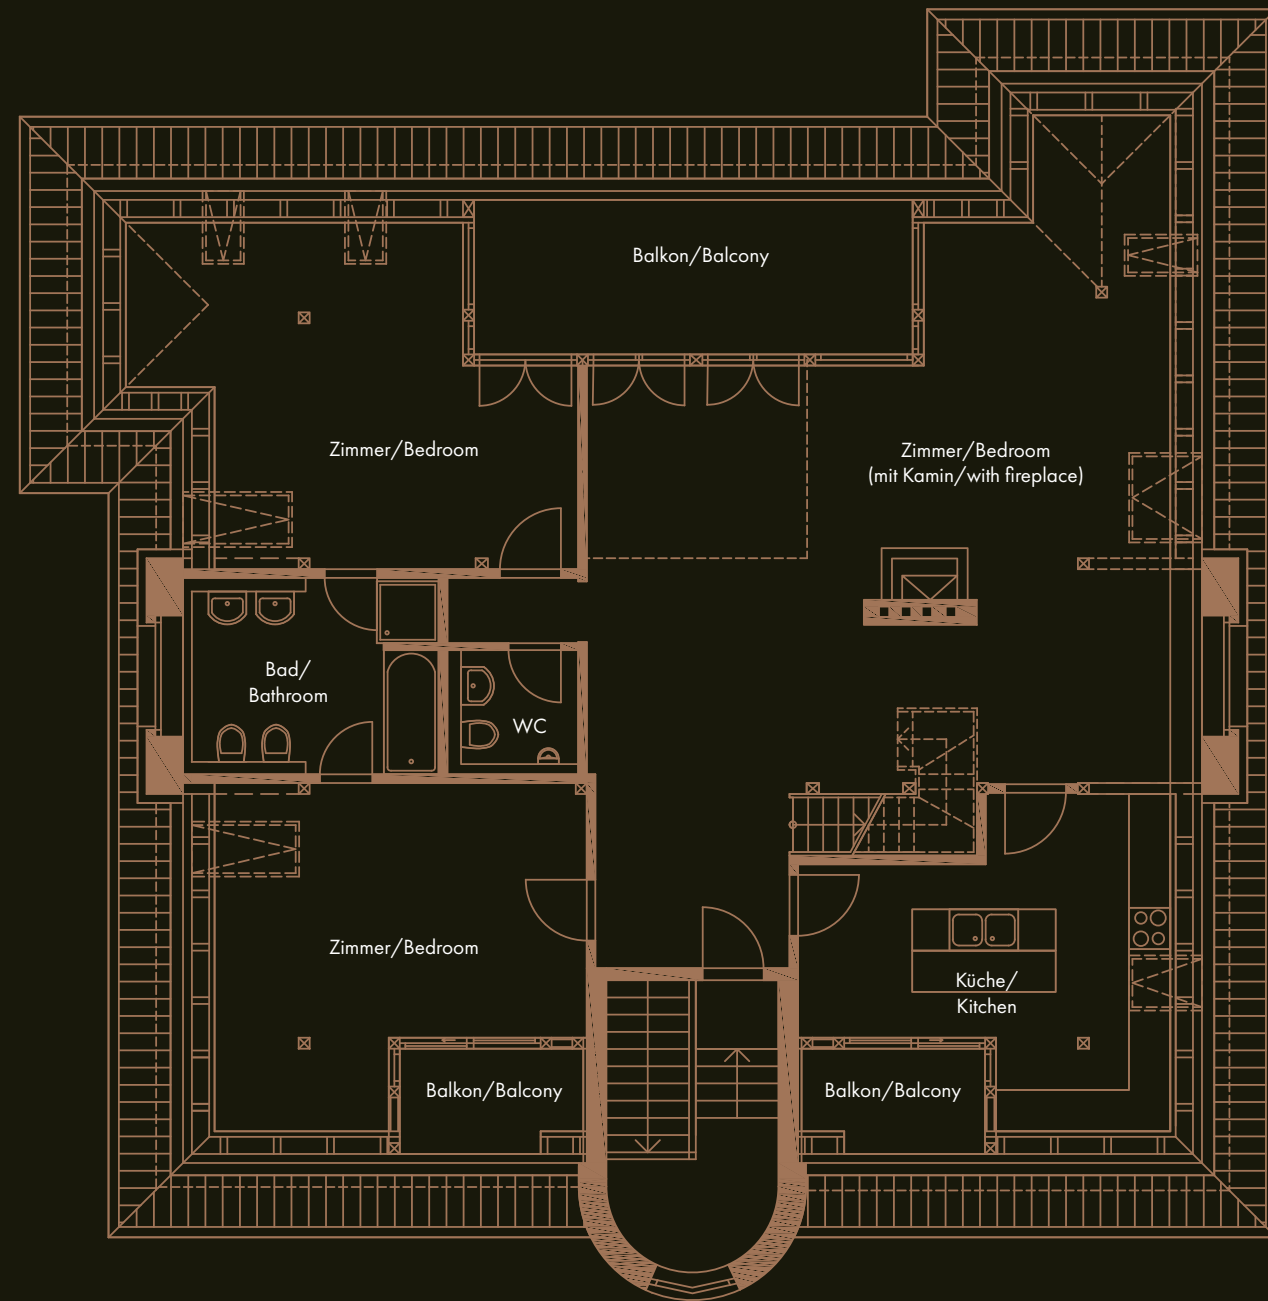 Balkon/Balcony
Zimmer/Bedroom
Zimmer/Bedroom
(mit Kamin/with fireplace)
Bad/
Bathroom
WC
Zimmer/Bedroom
Küche/
Kitchen
Balkon/Balcony
Balkon/Balcony